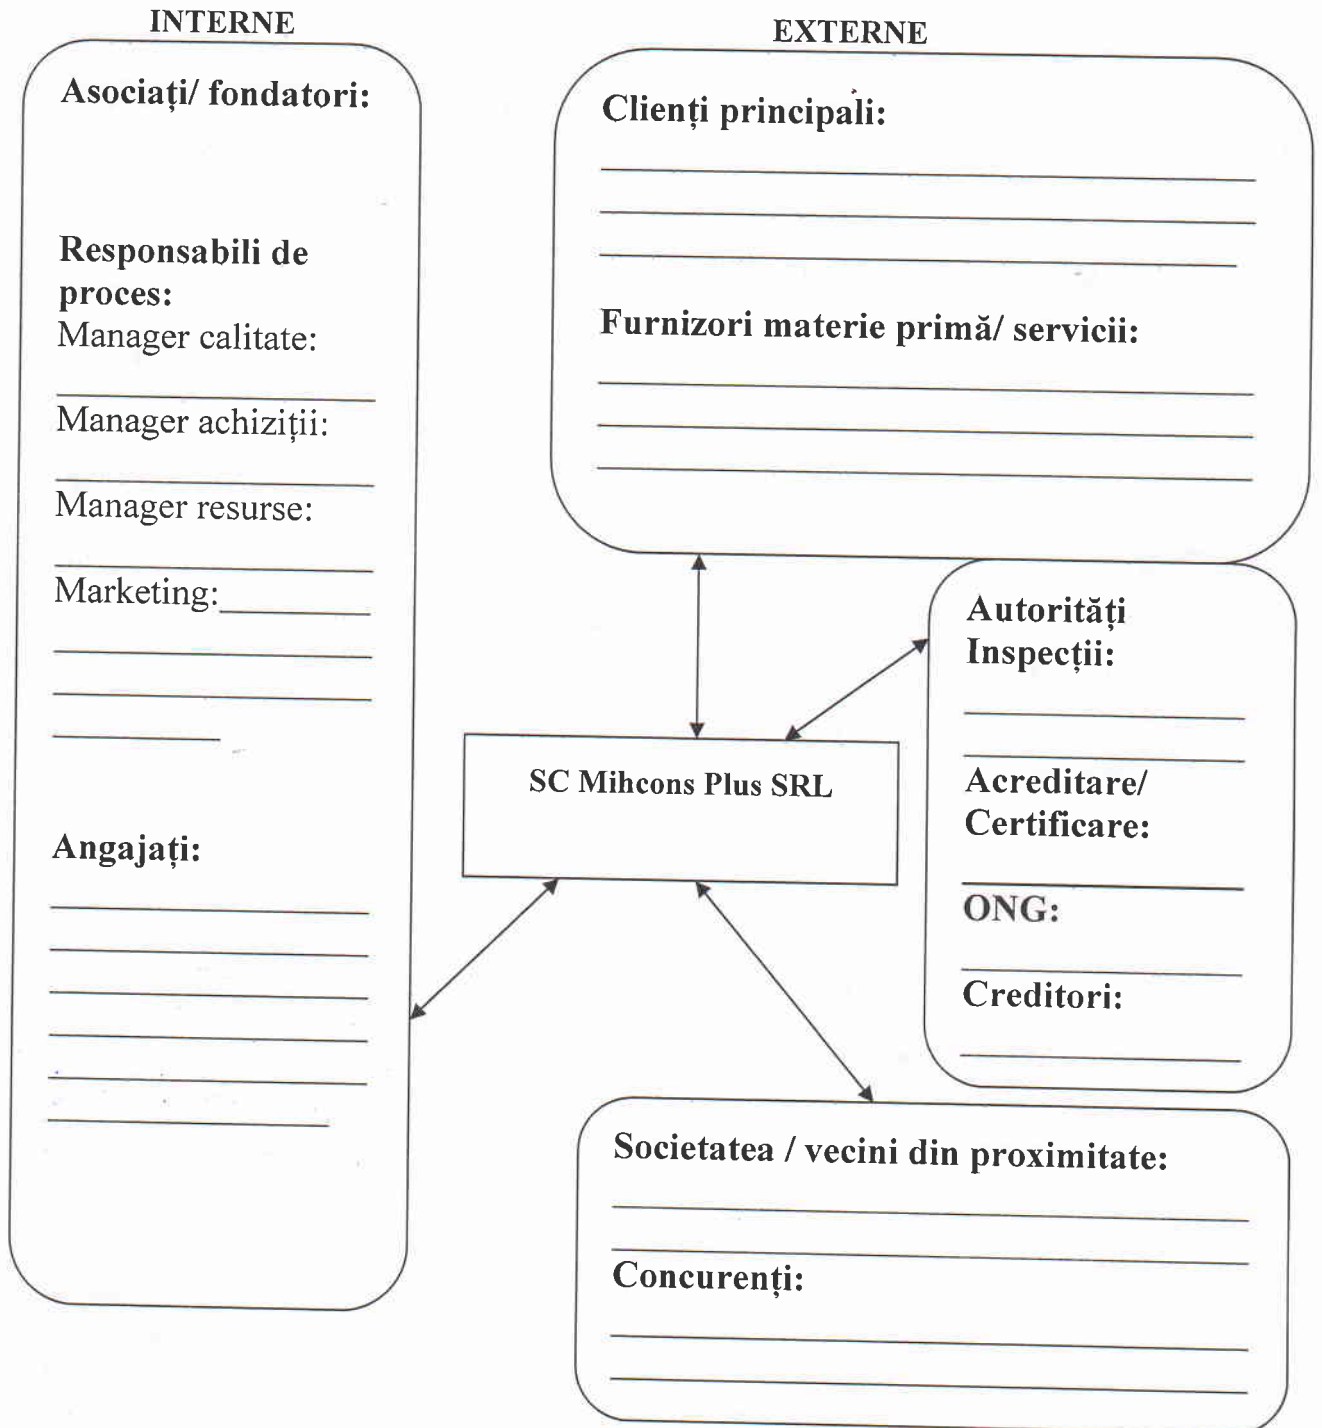 INTERNE
Asociați/ fondatori:
Responsabili de
proces:
Manager calitate:
Manager achiziții:
Manager resurse:
Marketing:
Angajați:
EXTERNE
Clienți principali:
Furnizori materie primă/ servicii:
Autorități
Inspecții:
Acreditare/
Certificare:
ONG:
Creditori:
SC Mihcons Plus SRL
Societatea / vecini din proximitate:
Concurenți: